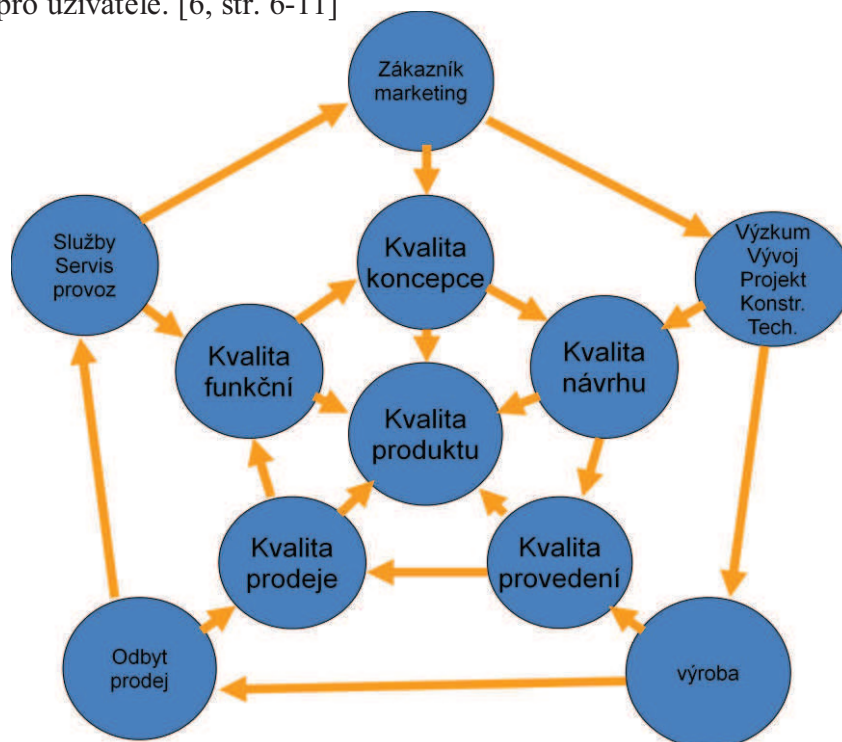 pro uživatele. [6, str. 6-11]
Zákazník
marketing
Služby
Servis
provoz
Kvalita
koncepce
Výzkum
Vývoj
Projekt
Konstr.
Tech.
Kvalita
funkční
Kvalita
návrhu
Kvalita
produktu
Kvalita
prodeje
Kvalita
provedení
Odbyt
prodej
výroba